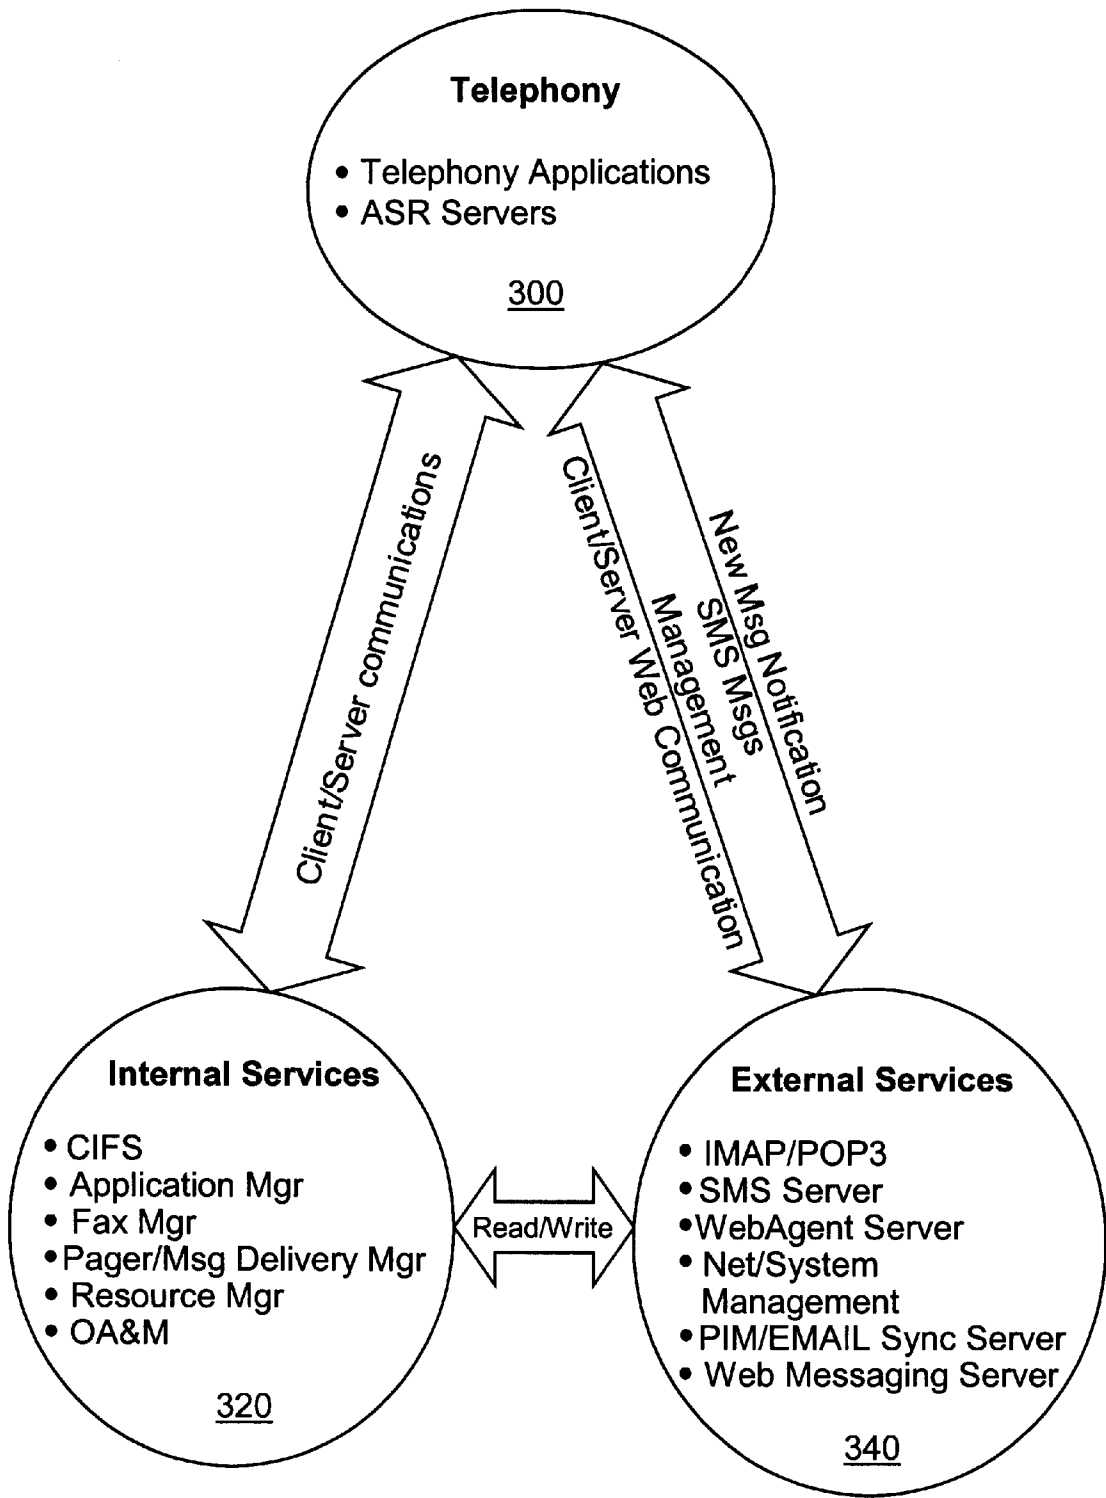 Telephony
• Telephony Applications
• ASR Servers
300
Client/Server communications
New Msg Notification
SMS Msgs
Management
Client/Server Web Communication
Internal Services
• CIFS
• Application Mgr
• Fax Mgr
• Pager/Msg Delivery Mgr
• Resource Mgr
• OA&M
320
Read/Write
External Services
• IMAP/POP3
• SMS Server
• WebAgent Server
• Net/System
Management
• PIM/EMAIL Sync Server
• Web Messaging Server
340